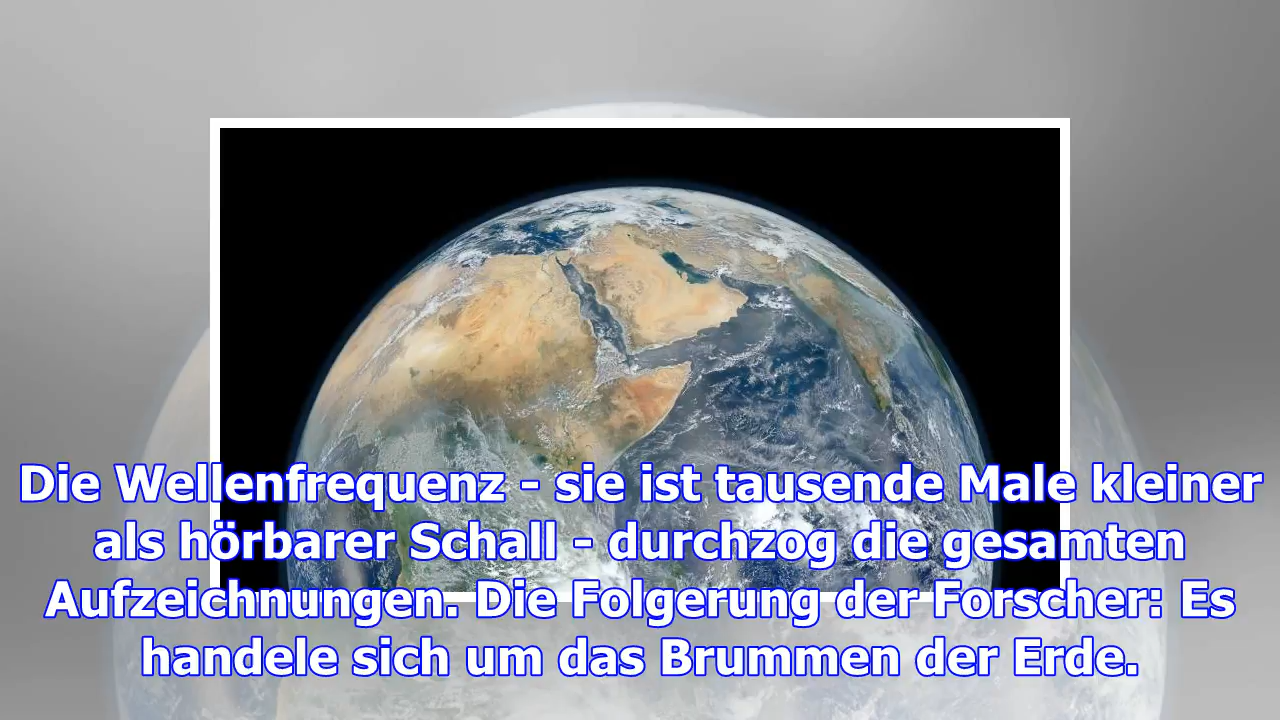 Die Wellenfrequenz - sie ist tausende Male kleiner
als hörbarer Schall - durchzog die gesamten
Aufzeichnungen. Die Folgerung der Forscher: Es
handele sich um das Brummen der Erde.